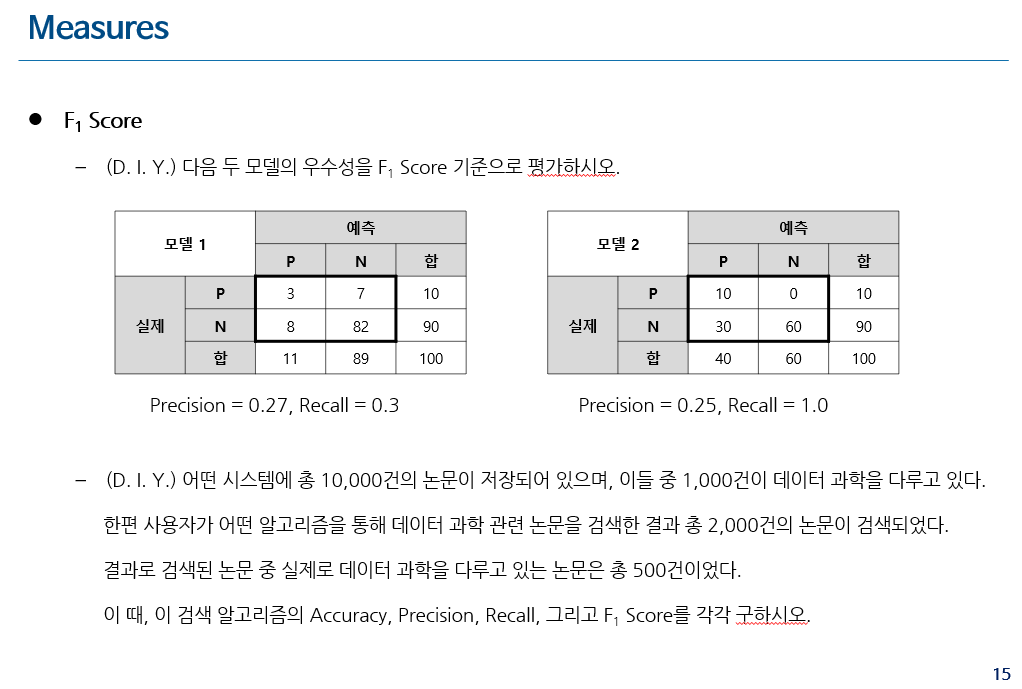 Measures
● F₁ Score
– (D. I. Y.) 다음 두 모델의 우수성을 F₁ Score 기준으로 평가하시오.
모델 1 예측
P N 합
실제 P 3 7 10
N 8 82 90
합 11 89 100
Precision = 0.27, Recall = 0.3
모델 2 예측
P N 합
실제 P 10 0 10
N 30 60 90
합 40 60 100
Precision = 0.25, Recall = 1.0
– (D. I. Y.) 어떤 시스템에 총 10,000건의 논문이 저장되어 있으며, 이들 중 1,000건이 데이터 과학을 다루고 있다.
한편 사용자가 어떤 알고리즘을 통해 데이터 과학 관련 논문을 검색한 결과 총 2,000건의 논문이 검색되었다.
결과로 검색된 논문 중 실제로 데이터 과학을 다루고 있는 논문은 총 500건이었다.
이 때, 이 검색 알고리즘의 Accuracy, Precision, Recall, 그리고 F₁ Score를 각각 구하시오.
15